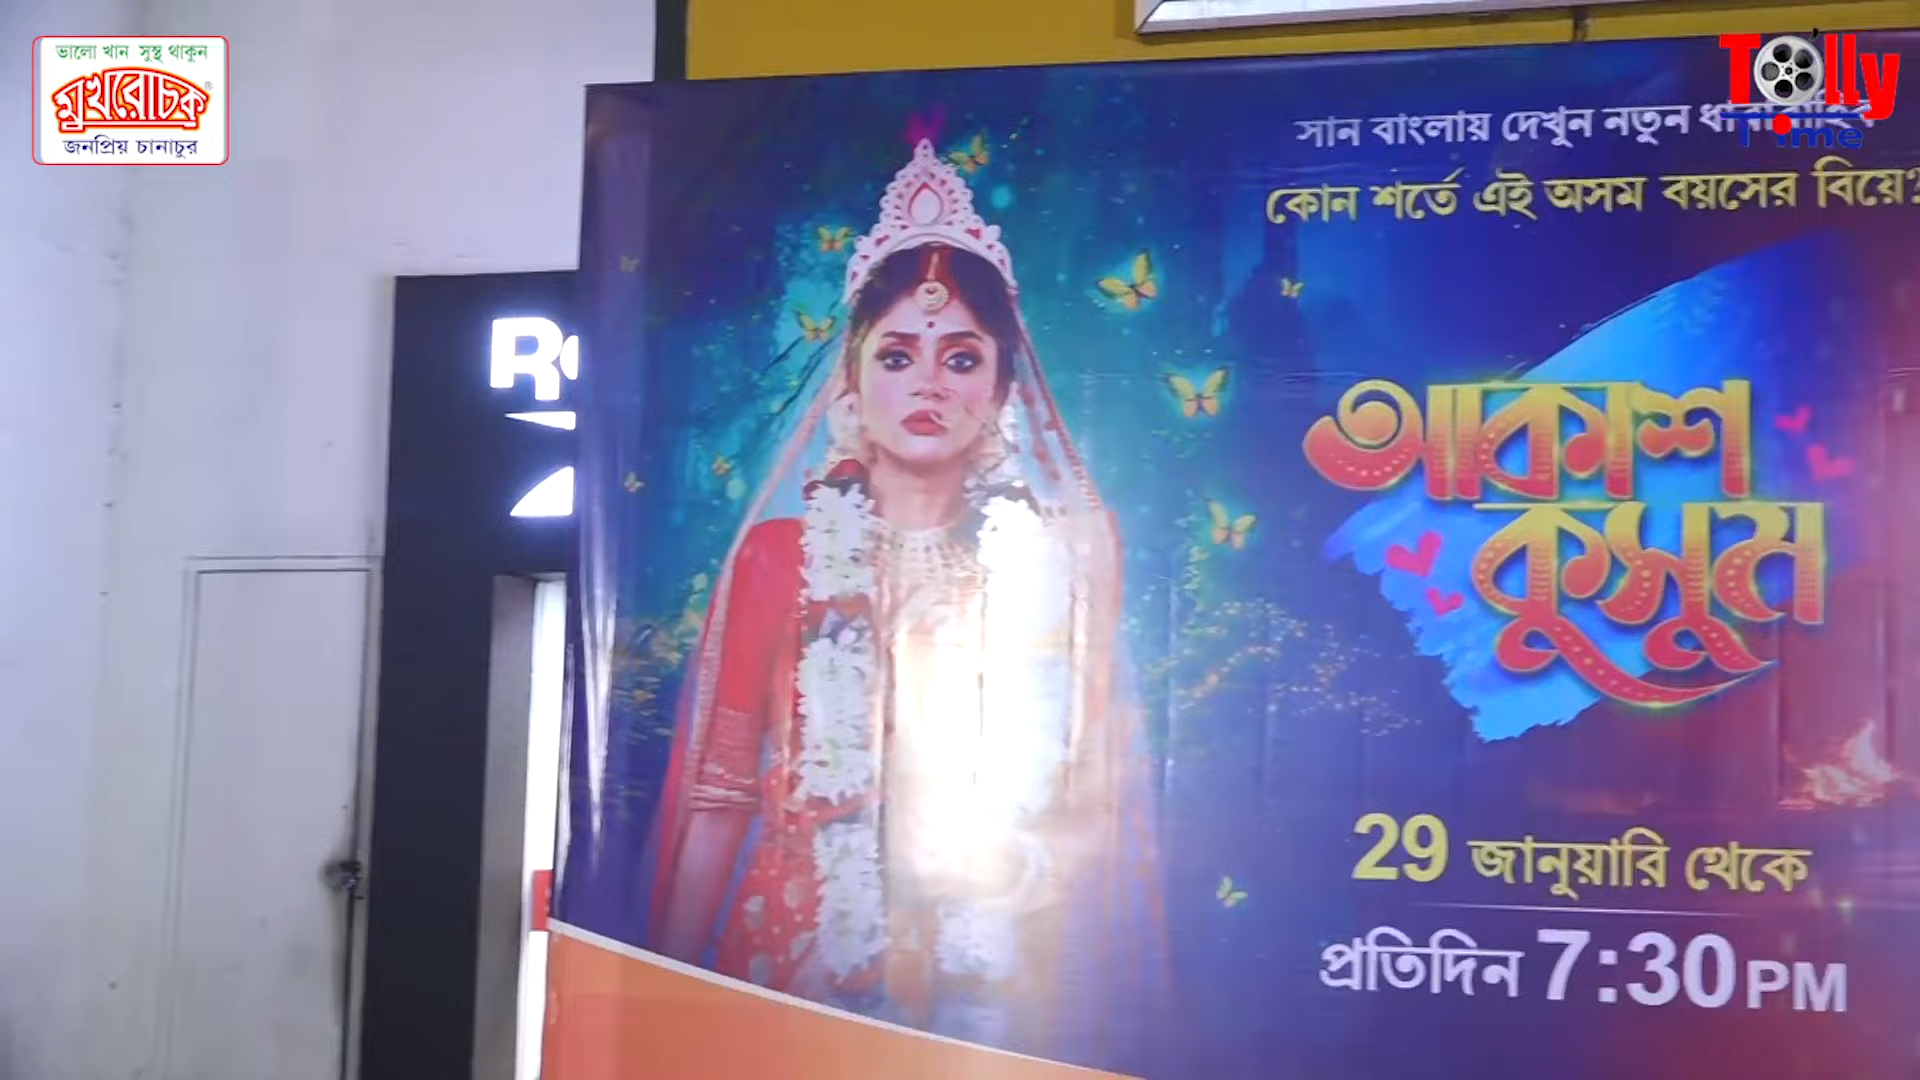 ভালো খান সুস্থ থাকুন
মুখরোচক
জনপ্রিয় চানাচুর
Tolly
Time
সান বাংলায় দেখুন নতুন ধারাবাহিক
কোন শর্তে এই অসম বয়সের বিয়ে?
আকাশ
কুসুম
29 জানুয়ারি থেকে
প্রতিদিন 7:30 PM